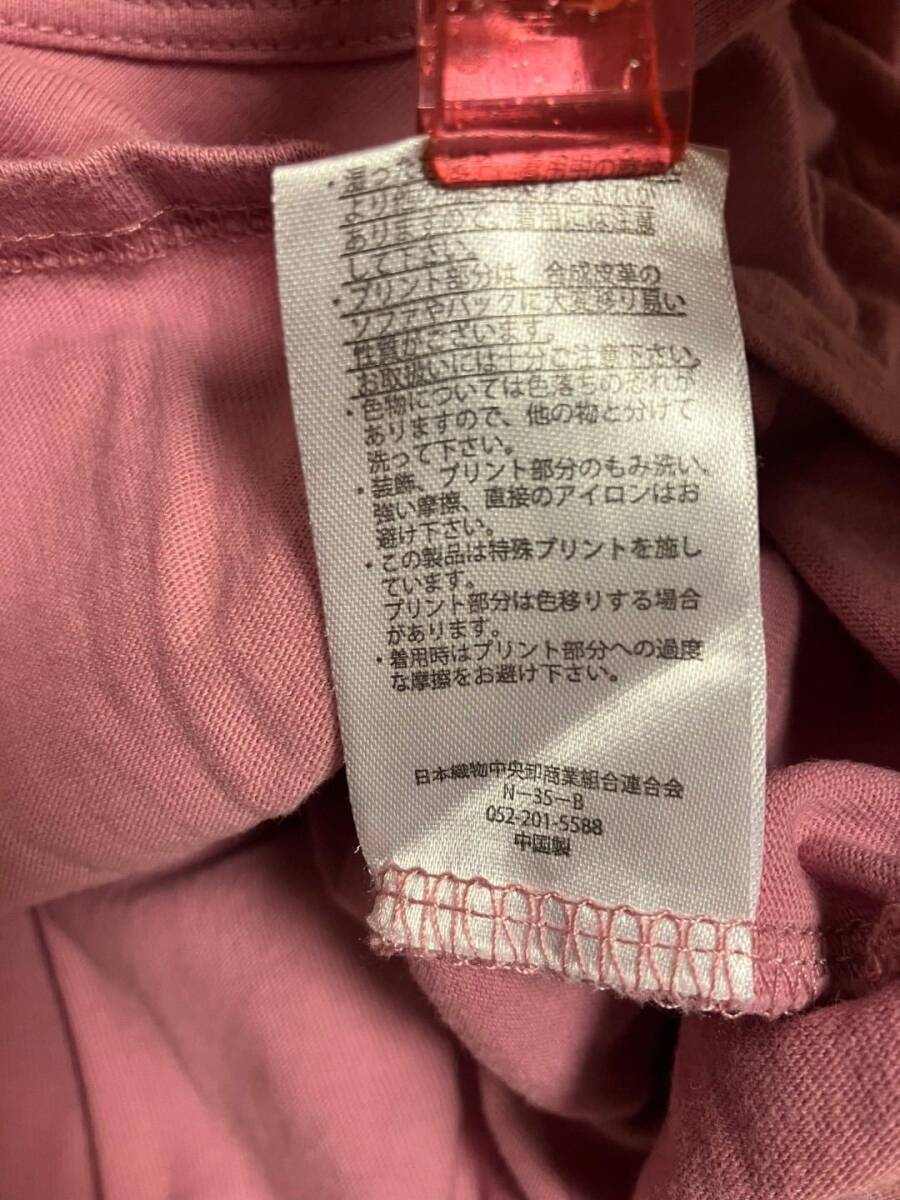 ・湿っ
より
ありますので、着用には注意
して下さい。
・プリント部分は、合成皮革の
ソファやバックに大変移り易い
性質がございます。
お取扱いには十分ご注意下さい。
・色物については色落ちの恐れが
ありますので、他の物と分けて
洗って下さい。
・装飾、プリント部分のもみ洗い、
強い摩擦、直接のアイロンはお
避け下さい。
・この製品は特殊プリントを施し
ています。
プリント部分は色移りする場合
があります。
・着用時はプリント部分への過度
な摩擦をお避け下さい。
日本織物中央卸商業組合連合会
N－35－B
052-201-5588
中国製